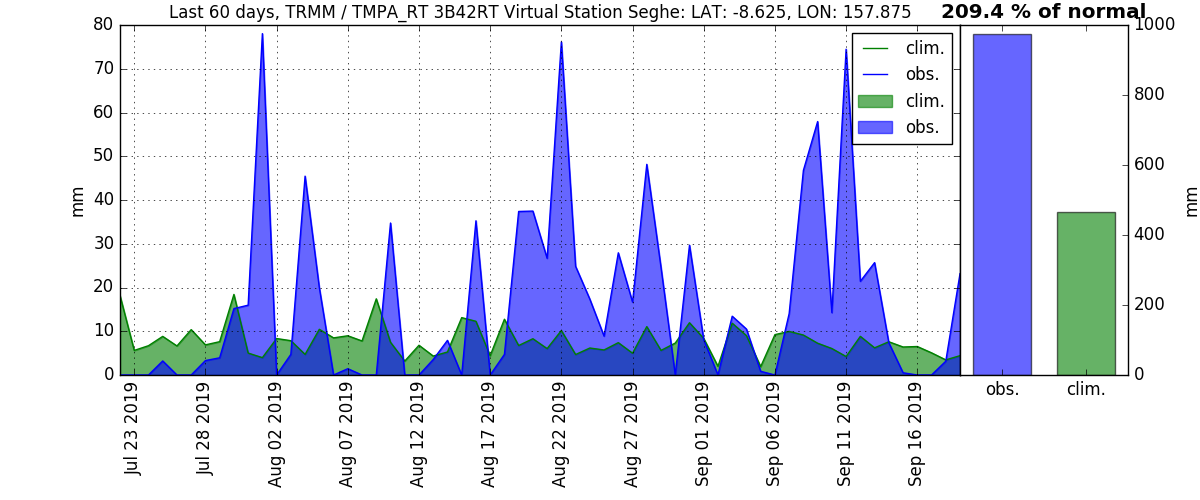 Last 60 days, TRMM / TMPA_RT 3B42RT Virtual Station Seghe: LAT: -8.625, LON: 157.875
209.4 % of normal
80
70
60
50
40
30
20
10
0
mm
clim.
obs.
clim.
obs.
Jul 23 2019
Jul 28 2019
Aug 02 2019
Aug 07 2019
Aug 12 2019
Aug 17 2019
Aug 22 2019
Aug 27 2019
Sep 01 2019
Sep 06 2019
Sep 11 2019
Sep 16 2019
1000
800
600
400
200
0
mm
obs.
clim.